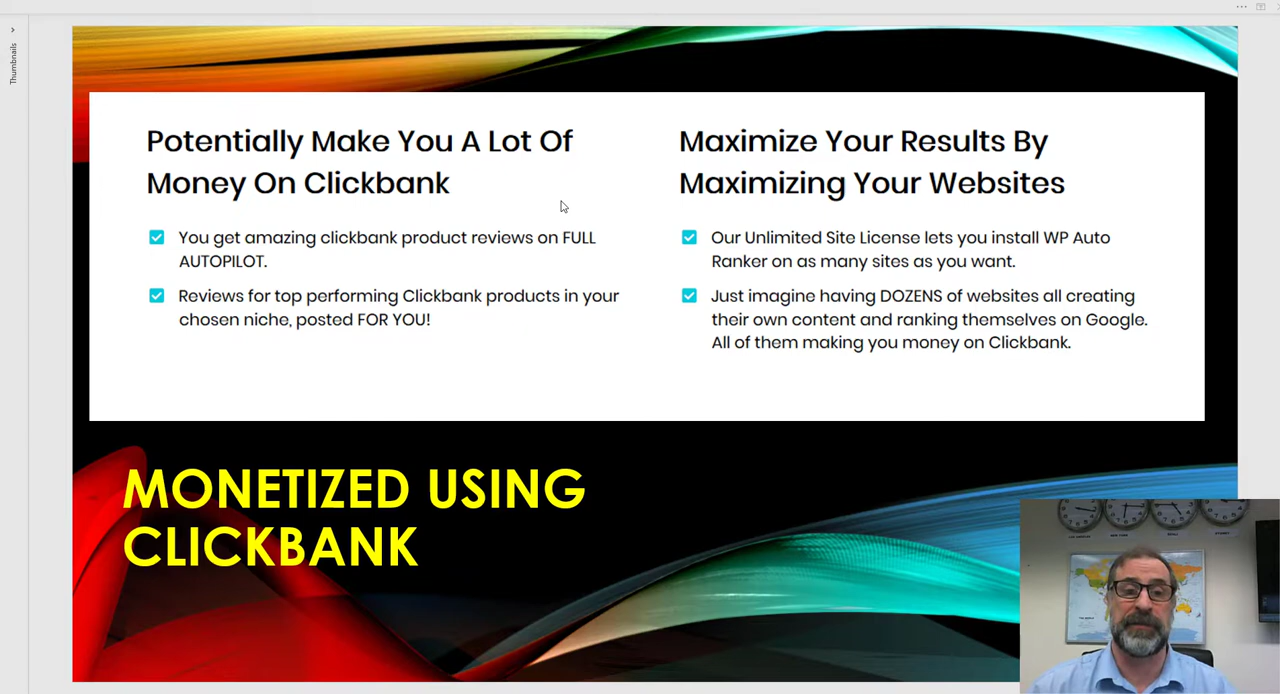 Thumbnails
Potentially Make You A Lot Of
Money On Clickbank
You get amazing clickbank product reviews on FULL
AUTOPILOT.
Reviews for top performing Clickbank products in your
chosen niche, posted FOR YOU!
Maximize Your Results By
Maximizing Your Websites
Our Unlimited Site License lets you install WP Auto
Ranker on as many sites as you want.
Just imagine having DOZENS of websites all creating
their own content and ranking themselves on Google.
All of them making you money on Clickbank.
MONETIZED USING
CLICKBANK